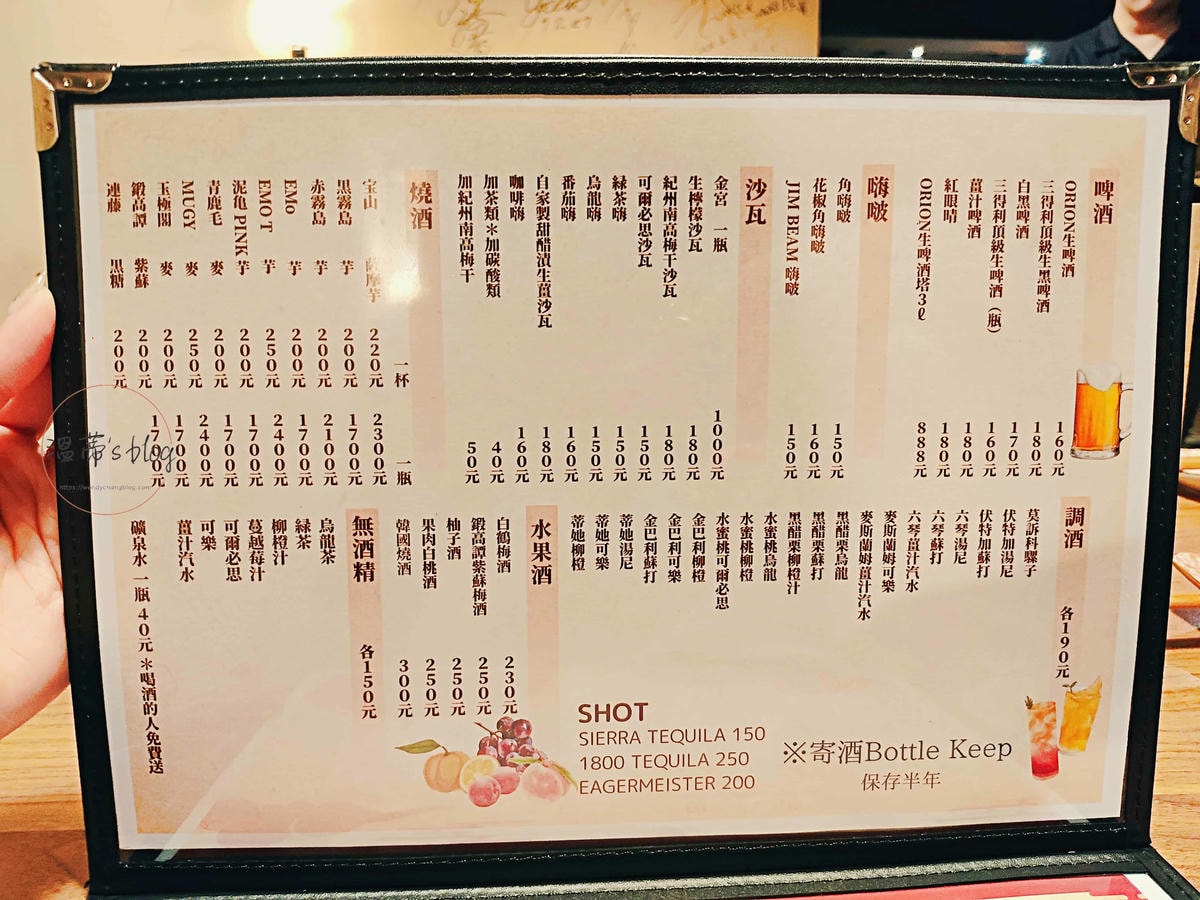 啤酒
ORION生啤酒 160元
三得利頂級生黑啤酒 180元
白黑啤酒 170元
三得利頂級生啤酒(瓶) 160元
薑汁啤酒 180元
紅眼睛 180元
ORION生啤酒塔3ℓ 888元
嗨啵
角嗨啵 150元
花椒角嗨啵 160元
JIM BEAM 嗨啵 150元
沙瓦
金宮 一瓶 1000元
生檸檬沙瓦 180元
紀州南高梅干沙瓦 180元
可爾必思沙瓦 150元
綠茶嗨 150元
烏龍嗨 150元
番茄嗨 160元
自家製甜醋漬生薑沙瓦 180元
咖啡嗨 160元
加茶類＊加碳酸類 40元
加紀州南高梅干 50元
燒酒
一杯 一瓶
宝山 薩摩芋 220元 2300元
黑霧島 芋 200元 1700元
赤霧島 芋 200元 2100元
EMo 芋 200元 1700元
EMO T 芋 250元 2400元
泥亀 PINK 芋 200元 1700元
青鹿毛 麥 200元 1700元
MUGY 麥 250元 2400元
玉極閣 麥 200元 1700元
鍛高譚 紫蘇 200元 1700元
連藤 黑糖 200元
調酒 各190元
莫訴科騾子
伏特加湯尼
伏特加蘇打
六琴湯尼
六琴蘇打
六琴薑汁汽水
麥斯蘭姆可樂
麥斯蘭姆薑汁汽水
黑醋栗烏龍
黑醋栗蘇打
黑醋栗柳橙汁
水蜜桃烏龍
水蜜桃柳橙
水蜜桃可爾必思
金巴利柳橙
金巴利可樂
金巴利蘇打
蒂她湯尼
蒂她可樂
蒂她柳橙
水果酒
白鶴梅酒 230元
鍛高譚紫蘇梅酒 250元
柚子酒 250元
果肉白桃酒 250元
韓國燒酒 300元
無酒精 各150元
烏龍茶
綠茶
柳橙汁
蔓越莓汁
可爾必思
可樂
薑汁汽水
礦泉水 一瓶 40元 ＊喝酒的人免費送
SHOT
SIERRA TEQUILA 150
1800 TEQUILA 250
EAGERMEISTER 200
※寄酒Bottle Keep
保存半年
溫蒂's blog
https://wendychangblog.com